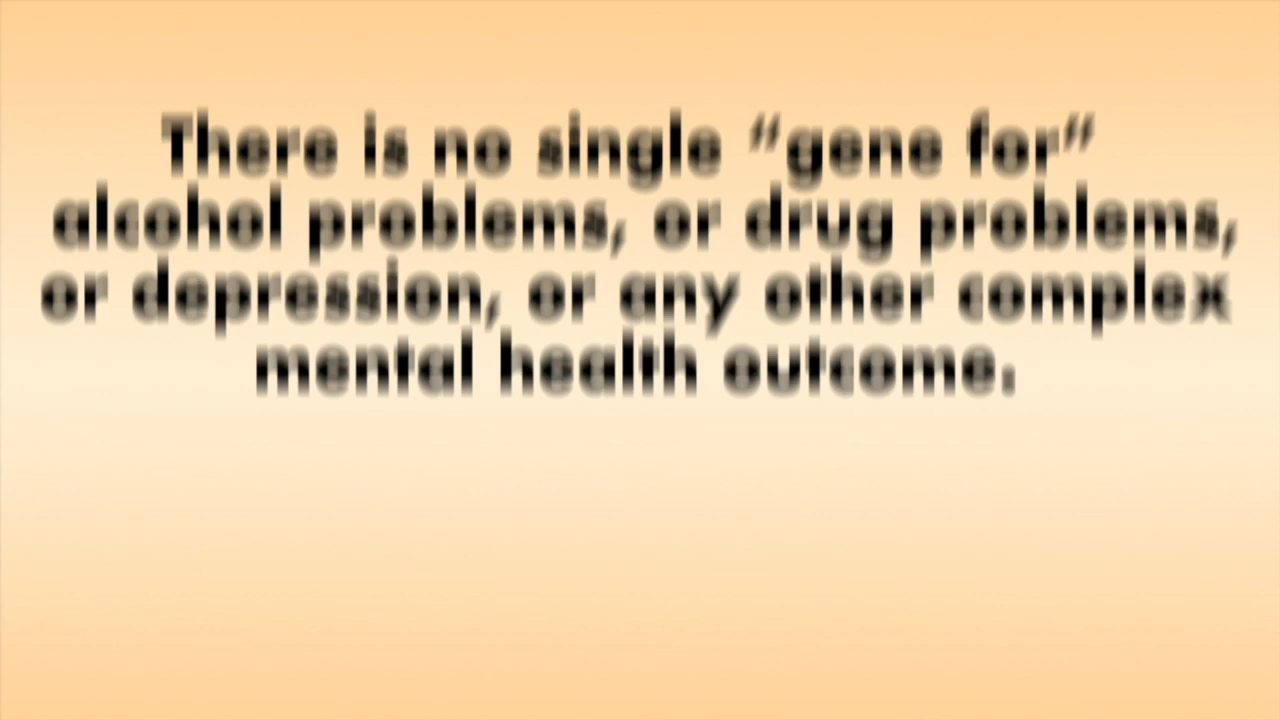 There is no single “gene for”
alcohol problems, or drug problems,
or depression, or any other complex
mental health outcome.